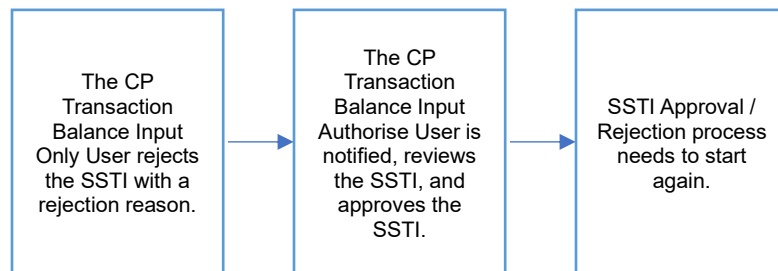 The CP
Transaction
Balance Input
Only User rejects
the SSTI with a
rejection reason.
The CP
Transaction
Balance Input
Authorise User is
notified, reviews
the SSTI, and
approves the
SSTI.
SSTI Approval /
Rejection process
needs to start
again.